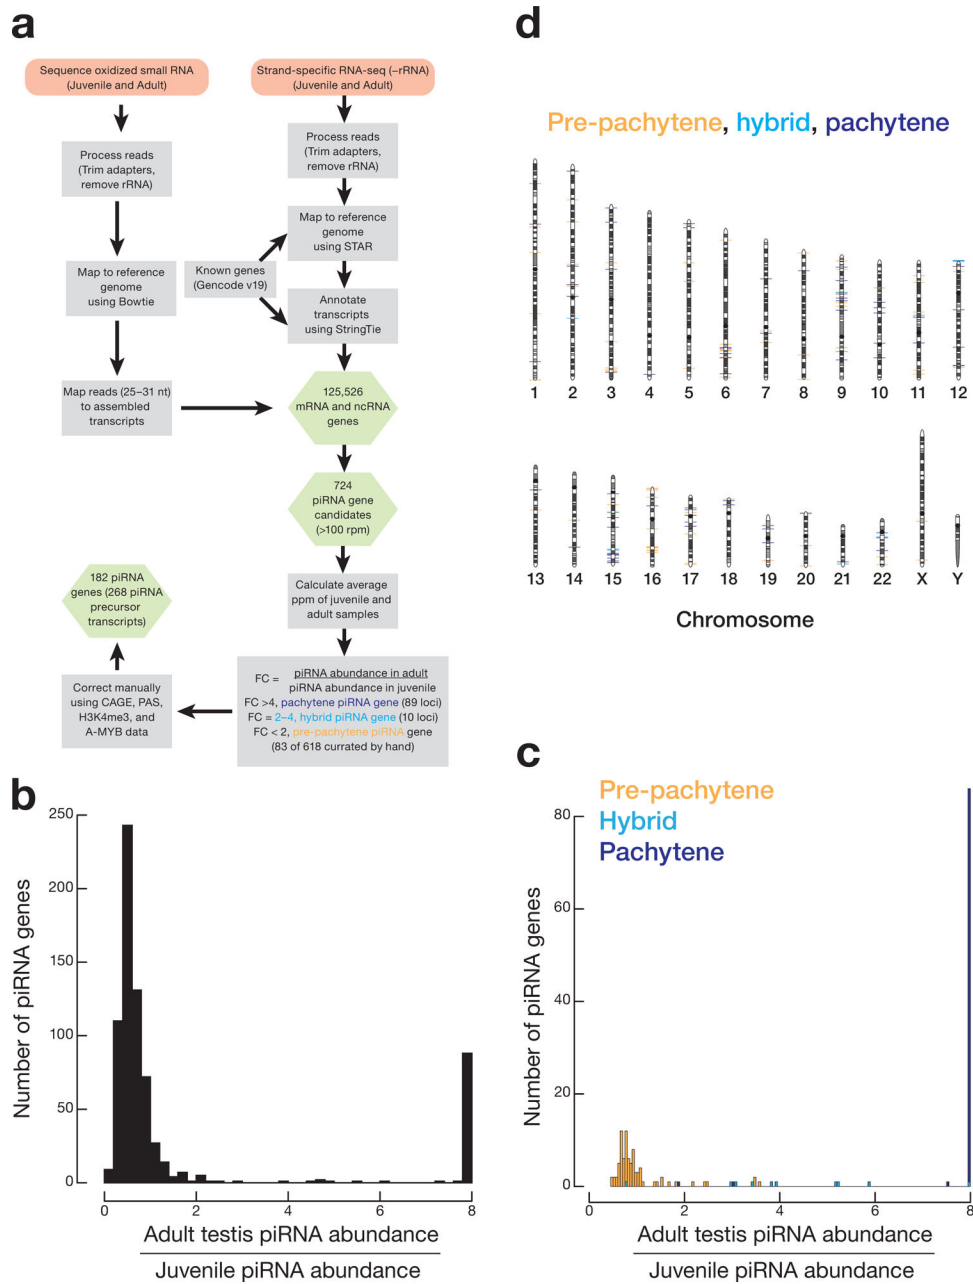 a
Sequence oxidized small RNA
(Juvenile and Adult)
Strand-specific RNA-seq (–rRNA)
(Juvenile and Adult)
Process reads
(Trim adapters,
remove rRNA)
Process reads
(Trim adapters,
remove rRNA)
Map to reference
genome
using STAR
Map to reference
genome
using Bowtie
Known genes
(Gencode v19)
Annotate
transcripts
using StringTie
Map reads (25–31 nt)
to assembled
transcripts
125,526
mRNA and ncRNA
genes
724
piRNA gene
candidates
(>100 rpm)
Calculate average
ppm of juvenile and
adult samples
182 piRNA
genes (268 piRNA
precursor
transcripts)
Correct manually
using CAGE, PAS,
H3K4me3, and
A-MYB data
FC = piRNA abundance in adult
piRNA abundance in juvenile
FC >4, pachytene piRNA gene (89 loci)
FC = 2–4, hybrid piRNA gene (10 loci)
FC < 2, pre-pachytene piRNA gene
(83 of 618 currated by hand)
d
Pre-pachytene, hybrid, pachytene
1 2 3 4 5 6 7 8 9 10 11 12
13 14 15 16 17 18 19 20 21 22 X Y
Chromosome
b
Number of piRNA genes
250
200
150
100
50
0
0 2 4 6 8
Adult testis piRNA abundance
Juvenile piRNA abundance
c
Pre-pachytene
Hybrid
Pachytene
Number of piRNA genes
80
60
40
20
0
0 2 4 6 8
Adult testis piRNA abundance
Juvenile piRNA abundance